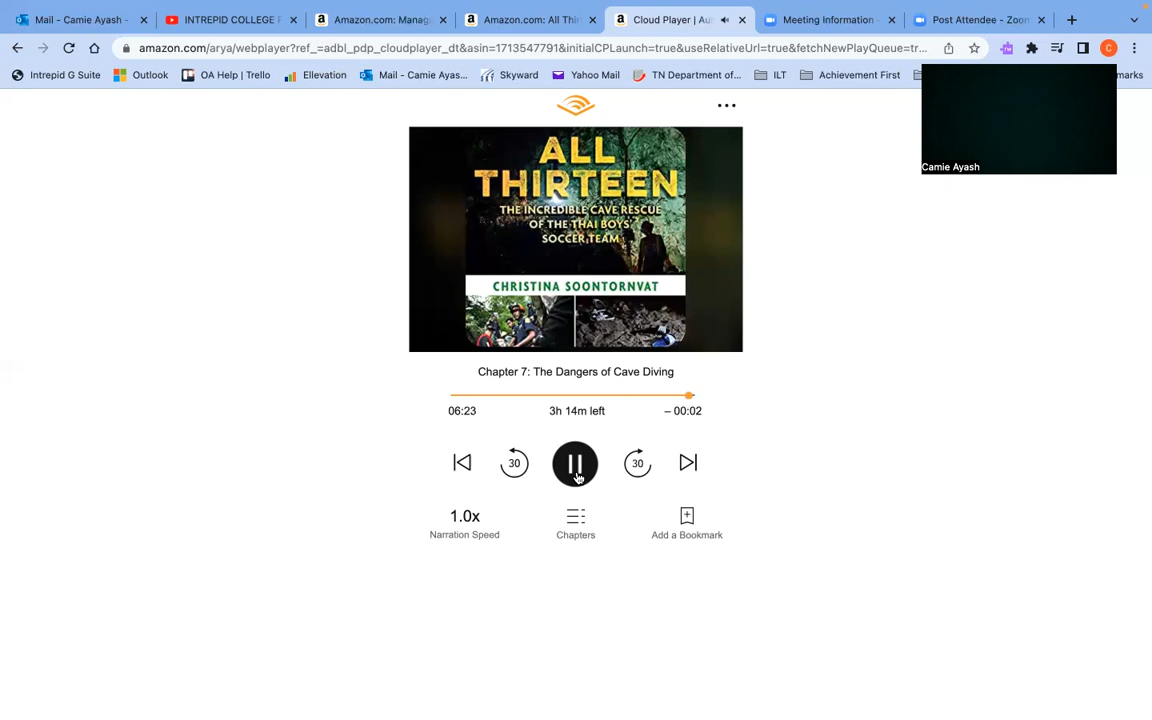 Mail - Camie Ayash -
INTREPID COLLEGE P
Amazon.com: Manag
Amazon.com: All Thi
Cloud Player | Au
Meeting Information -
Post Attendee - Zoom
amazon.com/arya/webplayer?ref_=adbl_pdp_cloudplayer_dt&asin=1713547791&initialCPLaunch=true&useRelativeUrl=true&fetchNewPlayQueue=tr...
Intrepid G Suite
Outlook
OA Help | Trello
Ellevation
Mail - Camie Ayas...
Skyward
Yahoo Mail
TN Department of...
ILT
Achievement First
marks
Camie Ayash
ALL
THIRTEEN
THE INCREDIBLE CAVE RESCUE
OF THE THAI BOYS'
SOCCER TEAM
CHRISTINA SOONTORNVAT
Chapter 7: The Dangers of Cave Diving
06:23
3h 14m left
– 00:02
30
30
1.0x
Narration Speed
Chapters
Add a Bookmark